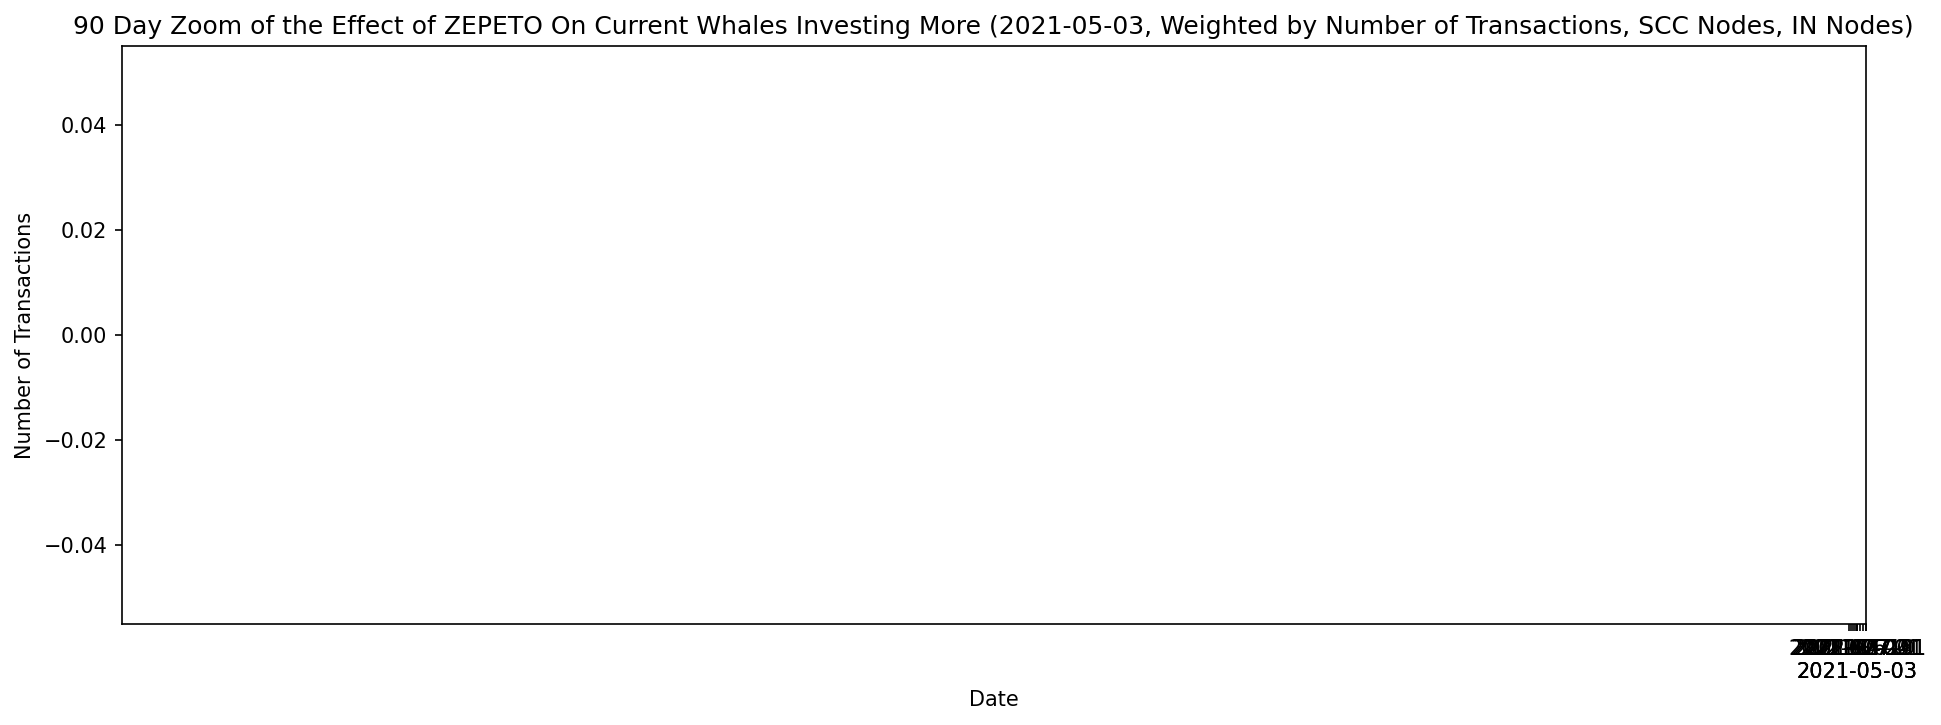 90 Day Zoom of the Effect of ZEPETO On Current Whales Investing More (2021-05-03, Weighted by Number of Transactions, SCC Nodes, IN Nodes)
Number of Transactions
0.04
0.02
0.00
−0.02
−0.04
2021-05-03
Date